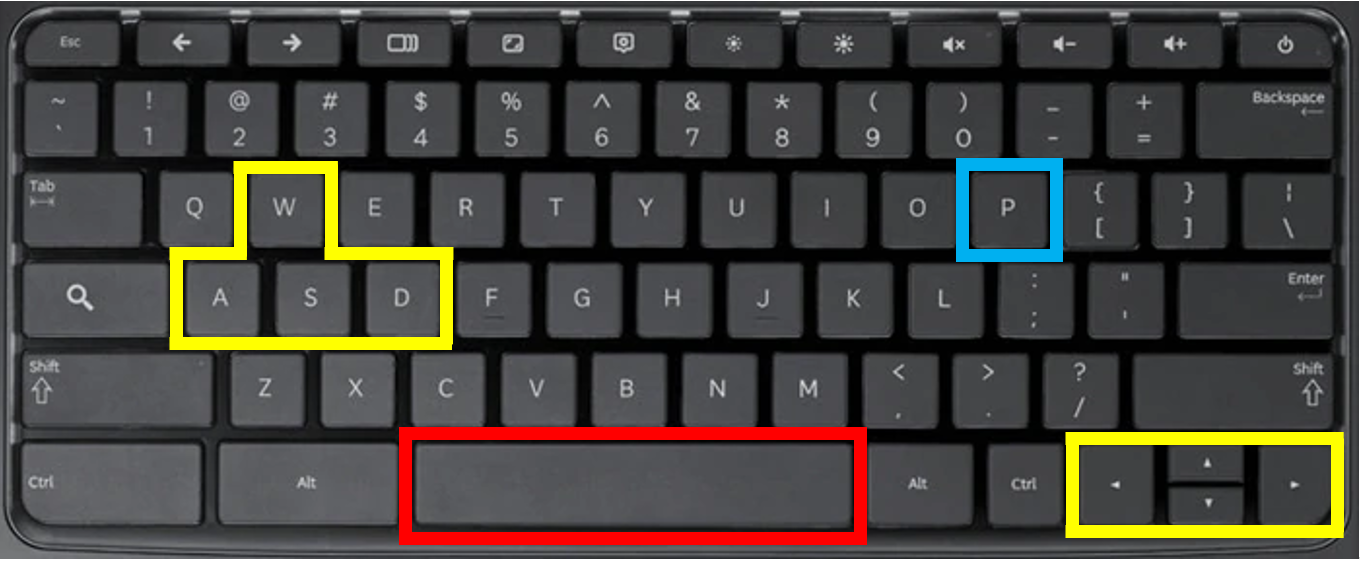 Esc
~ ! @ # $ % ^ & * ( ) _ + Backspace
` 1 2 3 4 5 6 7 8 9 0 - =
Tab Q W E R T Y U I O P { } ¦
[ ] \
A S D F G H J K L : " Enter
; '
Shift Z X C V B N M < > ? Shift
, . /
Ctrl Alt Alt Ctrl